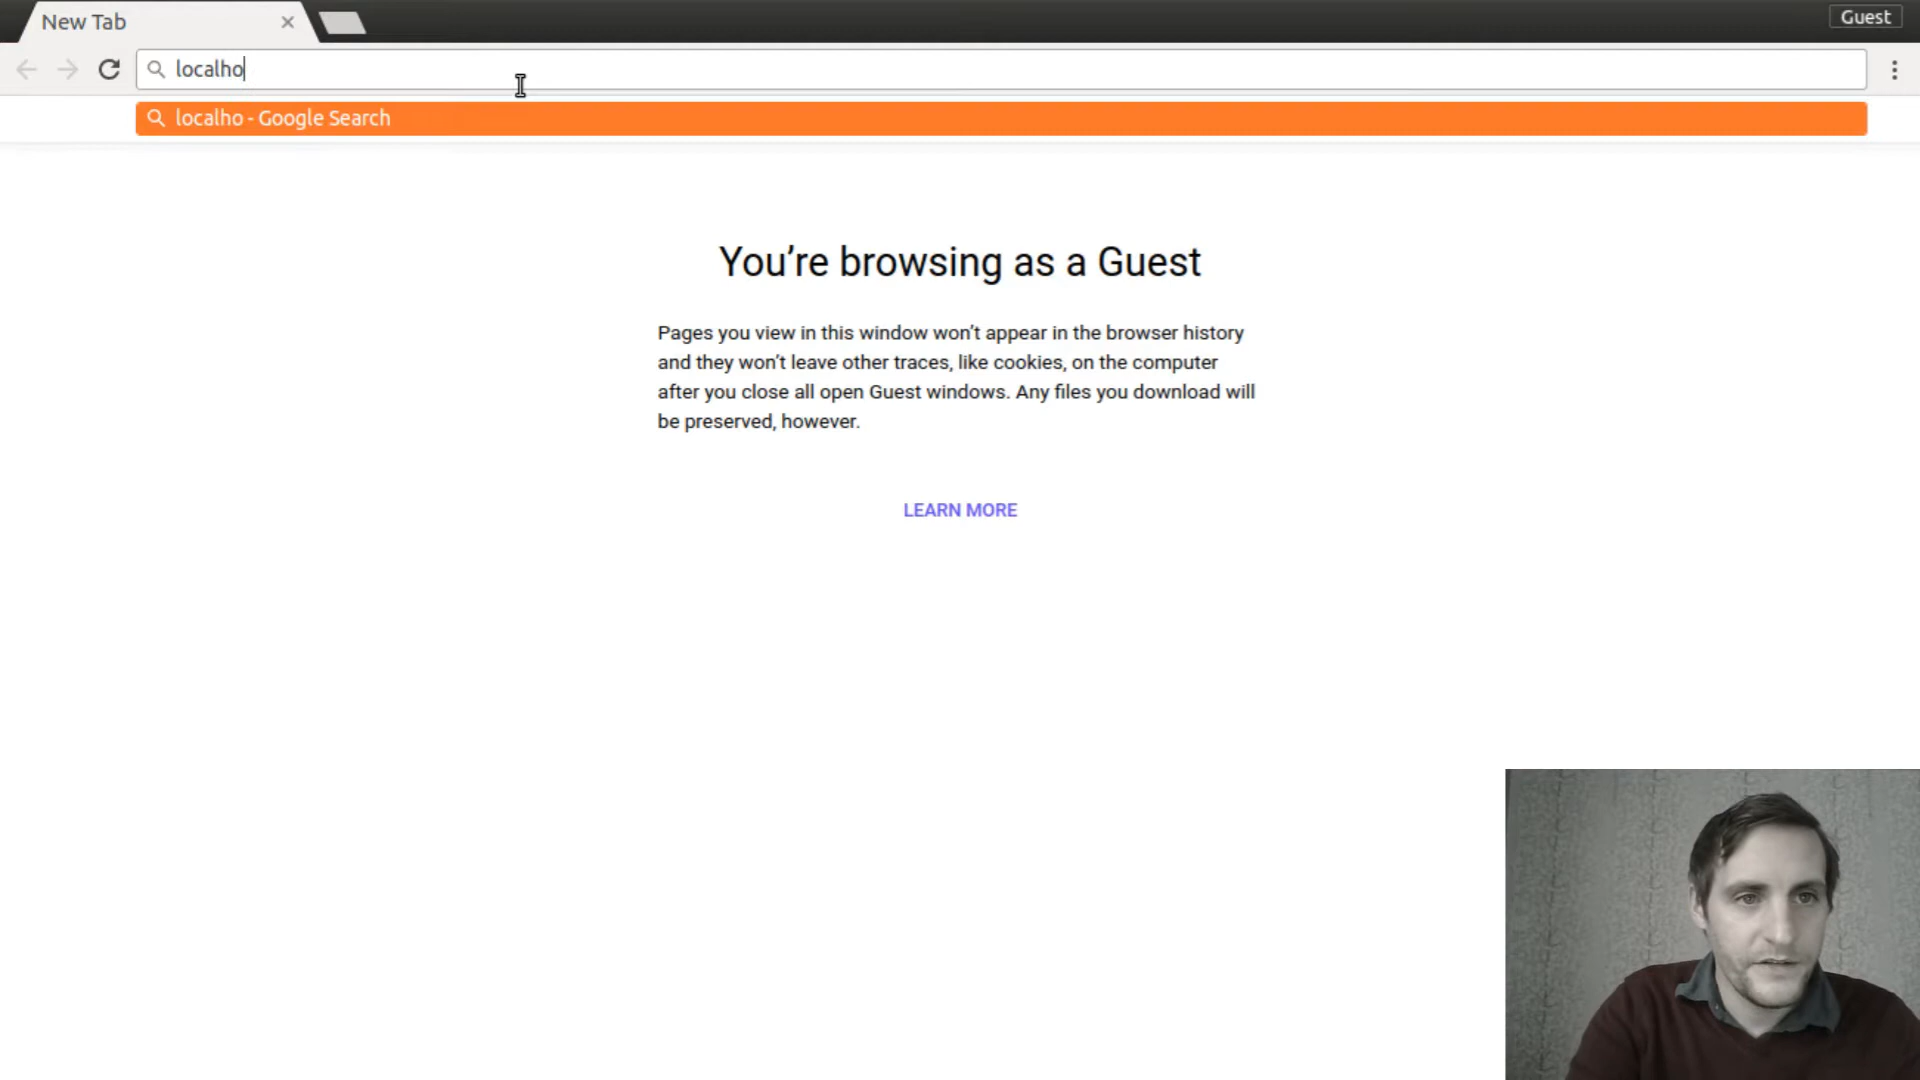 New Tab
Guest
localho
localho - Google Search
You're browsing as a Guest
Pages you view in this window won't appear in the browser history
and they won't leave other traces, like cookies, on the computer
after you close all open Guest windows. Any files you download will
be preserved, however.
LEARN MORE